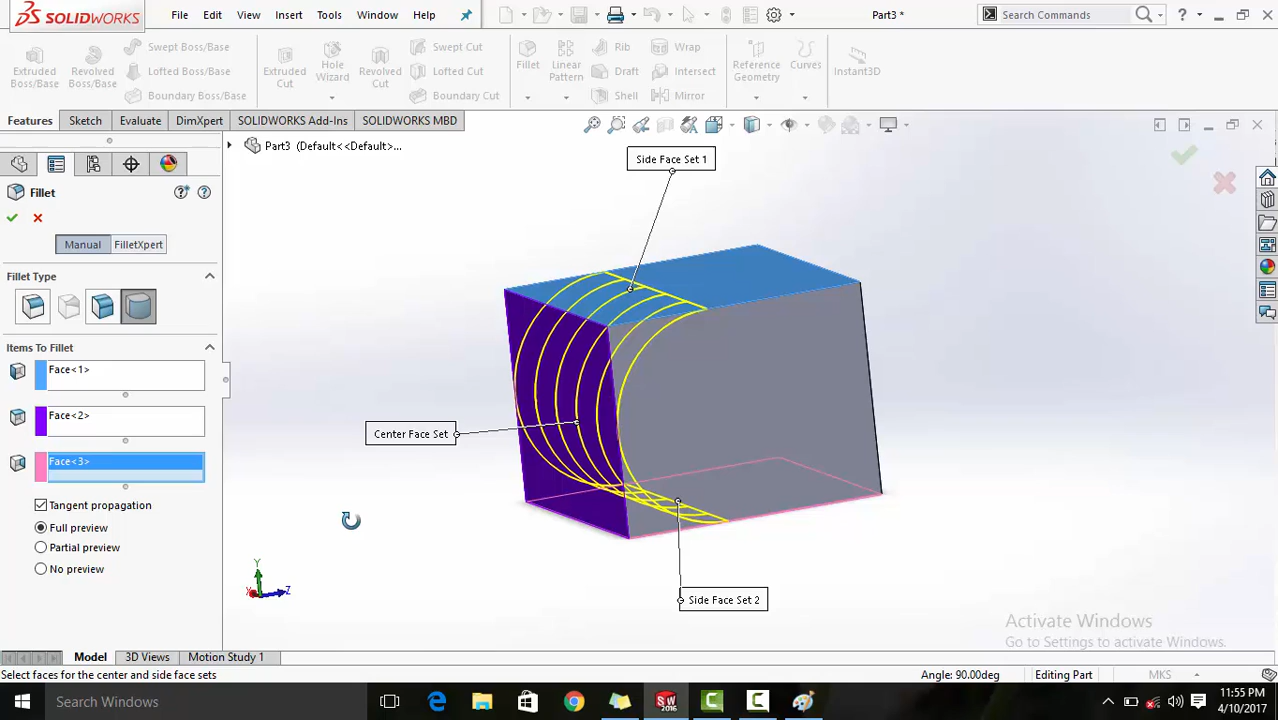 SOLIDWORKS
File Edit View Insert Tools Window Help
Part3 *
Search Commands
Extruded Boss/Base
Revolved Boss/Base
Swept Boss/Base
Lofted Boss/Base
Boundary Boss/Base
Extruded Cut
Hole Wizard
Revolved Cut
Swept Cut
Lofted Cut
Boundary Cut
Fillet
Linear Pattern
Rib
Draft
Shell
Wrap
Intersect
Mirror
Reference Geometry
Curves
Instant3D
Features Sketch Evaluate DimXpert SOLIDWORKS Add-Ins SOLIDWORKS MBD
Part3 (Default<<Default>...
Fillet
Manual FilletXpert
Fillet Type
Items To Fillet
Face<1>
Face<2>
Face<3>
Tangent propagation
Full preview
Partial preview
No preview
Side Face Set 1
Center Face Set
Side Face Set 2
Y
X Z
Activate Windows
Go to Settings to activate Windows.
Model 3D Views Motion Study 1
Select faces for the center and side face sets
Angle: 90.00deg Editing Part MKS
Search Windows
SW
2016
11:55 PM
4/10/2017